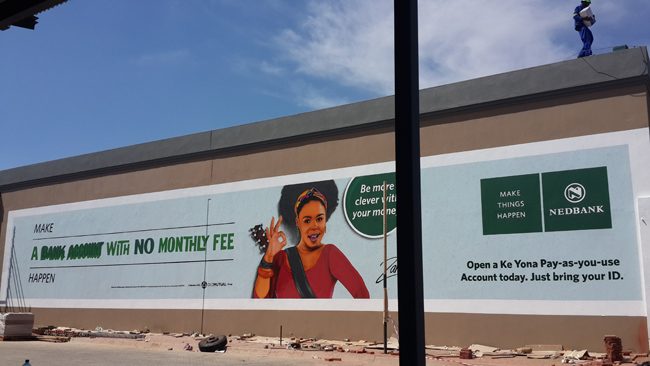 MAKE
A BANK ACCOUNT WITH NO MONTHLY FEE
HAPPEN
OLDMUTUAL
Be more
clever with
your money
MAKE
THINGS
HAPPEN
NEDBANK
Open a Ke Yona Pay-as-you-use
Account today. Just bring your ID.